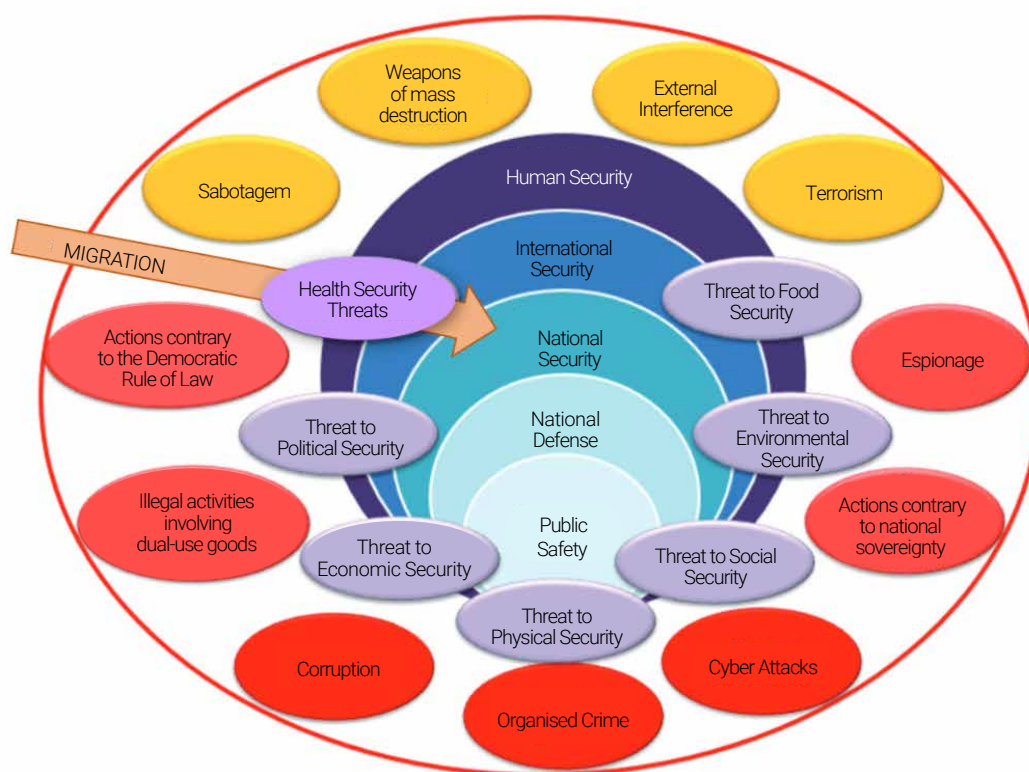 Weapons
of mass
destruction
External
Interference
Sabotagem
Human Security
Terrorism
MIGRATION
International
Security
Health Security
Threats
Threat to Food
Security
Actions contrary
to the Democratic
Rule of Law
National
Security
Espionage
Threat to
Political Security
National
Defense
Threat to
Environmental
Security
Illegal activities
involving
dual-use goods
Actions contrary
to national
sovereignty
Threat to
Economic Security
Public
Safety
Threat to Social
Security
Threat to
Physical Security
Corruption
Cyber Attacks
Organised Crime